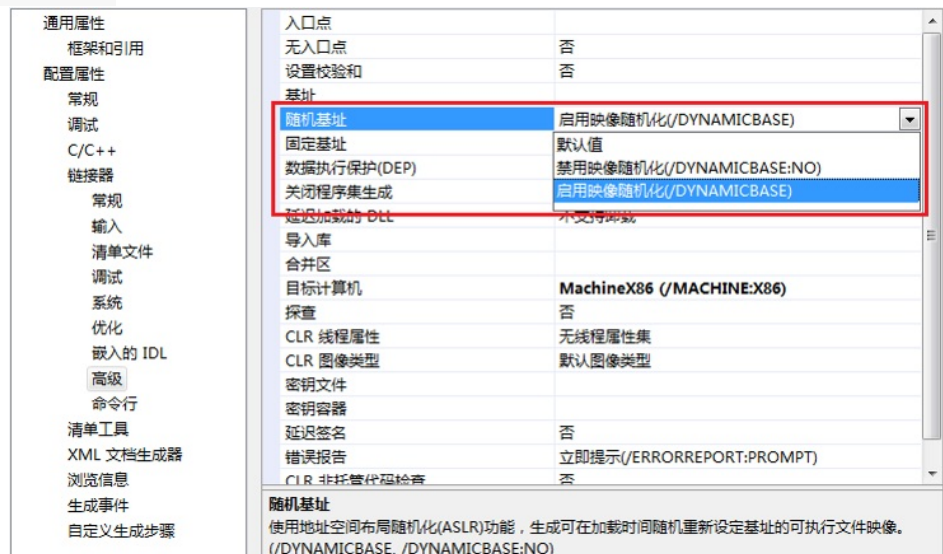 通用属性
框架和引用
配置属性
常规
调试
C/C++
链接器
常规
输入
清单文件
调试
系统
优化
嵌入的 IDL
高级
命令行
清单工具
XML 文档生成器
浏览信息
生成事件
自定义生成步骤
入口点
无入口点 否
设置校验和 否
基址
随机基址 启用映像随机化(/DYNAMICBASE)
固定基址 默认值
数据执行保护(DEP) 禁用映像随机化(/DYNAMICBASE:NO)
关闭程序集生成 启用映像随机化(/DYNAMICBASE)
延迟加载的 DLL 不支持卸载
导入库
合并区
目标计算机 MachineX86 (/MACHINE:X86)
探查 否
CLR 线程属性 无线程属性集
CLR 图像类型 默认图像类型
密钥文件
密钥容器
延迟签名 否
错误报告 立即提示(/ERRORREPORT:PROMPT)
CLR 非托管代码检查 否
随机基址
使用地址空间布局随机化(ASLR)功能，生成可在加载时间随机重新设定基址的可执行文件映像。
(/DYNAMICBASE, /DYNAMICBASE:NO)